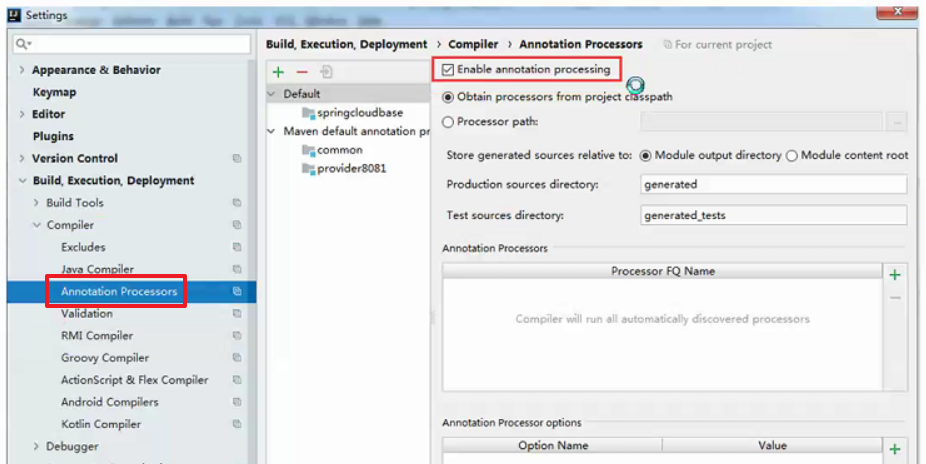 Settings
Appearance & Behavior
Keymap
Editor
Plugins
Version Control
Build, Execution, Deployment
Build Tools
Compiler
Excludes
Java Compiler
Annotation Processors
Validation
RMI Compiler
Groovy Compiler
ActionScript & Flex Compiler
Android Compilers
Kotlin Compiler
Debugger
Build, Execution, Deployment › Compiler › Annotation Processors For current project
Default
springcloudbase
Maven default annotation pr
common
provider8081
Enable annotation processing
Obtain processors from project classpath
Processor path:
Store generated sources relative to: Module output directory Module content root
Production sources directory: generated
Test sources directory: generated_tests
Annotation Processors
Processor FQ Name
Compiler will run all automatically discovered processors
Annotation Processor options
Option Name Value